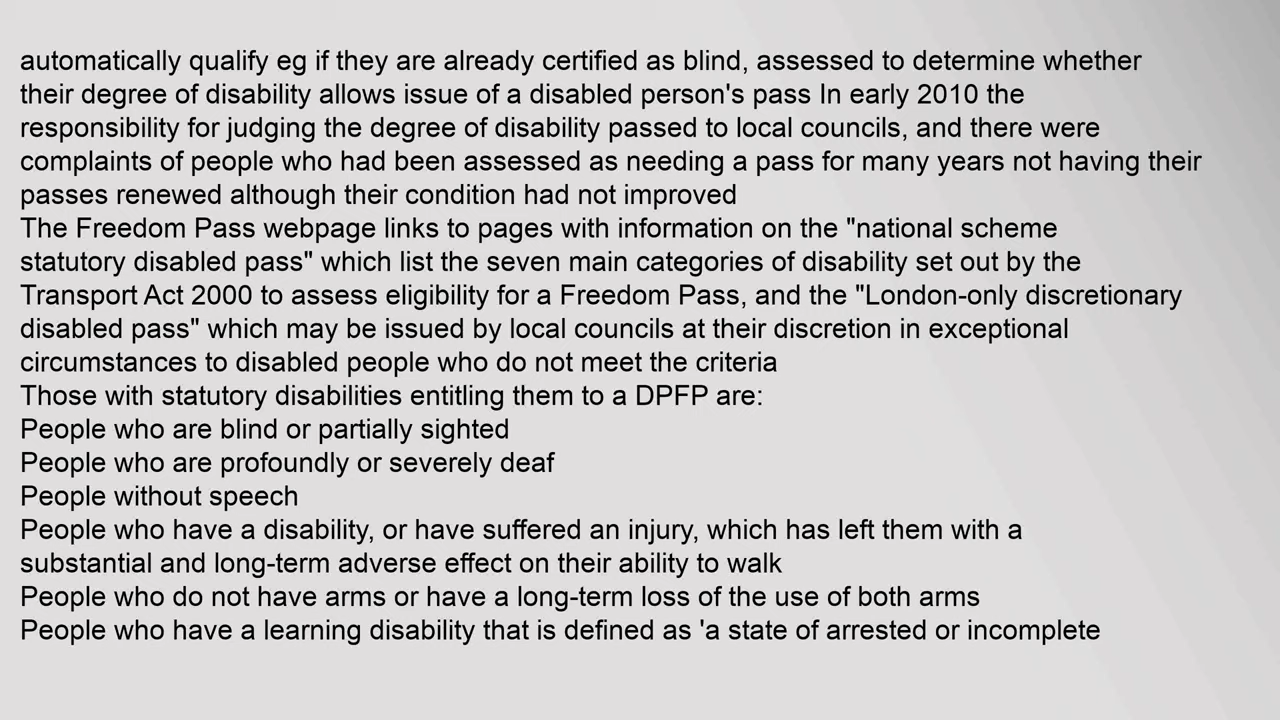 automatically qualify eg if they are already certified as blind, assessed to determine whether
their degree of disability allows issue of a disabled person's pass In early 2010 the
responsibility for judging the degree of disability passed to local councils, and there were
complaints of people who had been assessed as needing a pass for many years not having their
passes renewed although their condition had not improved
The Freedom Pass webpage links to pages with information on the "national scheme
statutory disabled pass" which list the seven main categories of disability set out by the
Transport Act 2000 to assess eligibility for a Freedom Pass, and the "London-only discretionary
disabled pass" which may be issued by local councils at their discretion in exceptional
circumstances to disabled people who do not meet the criteria
Those with statutory disabilities entitling them to a DPFP are:
People who are blind or partially sighted
People who are profoundly or severely deaf
People without speech
People who have a disability, or have suffered an injury, which has left them with a
substantial and long-term adverse effect on their ability to walk
People who do not have arms or have a long-term loss of the use of both arms
People who have a learning disability that is defined as 'a state of arrested or incomplete